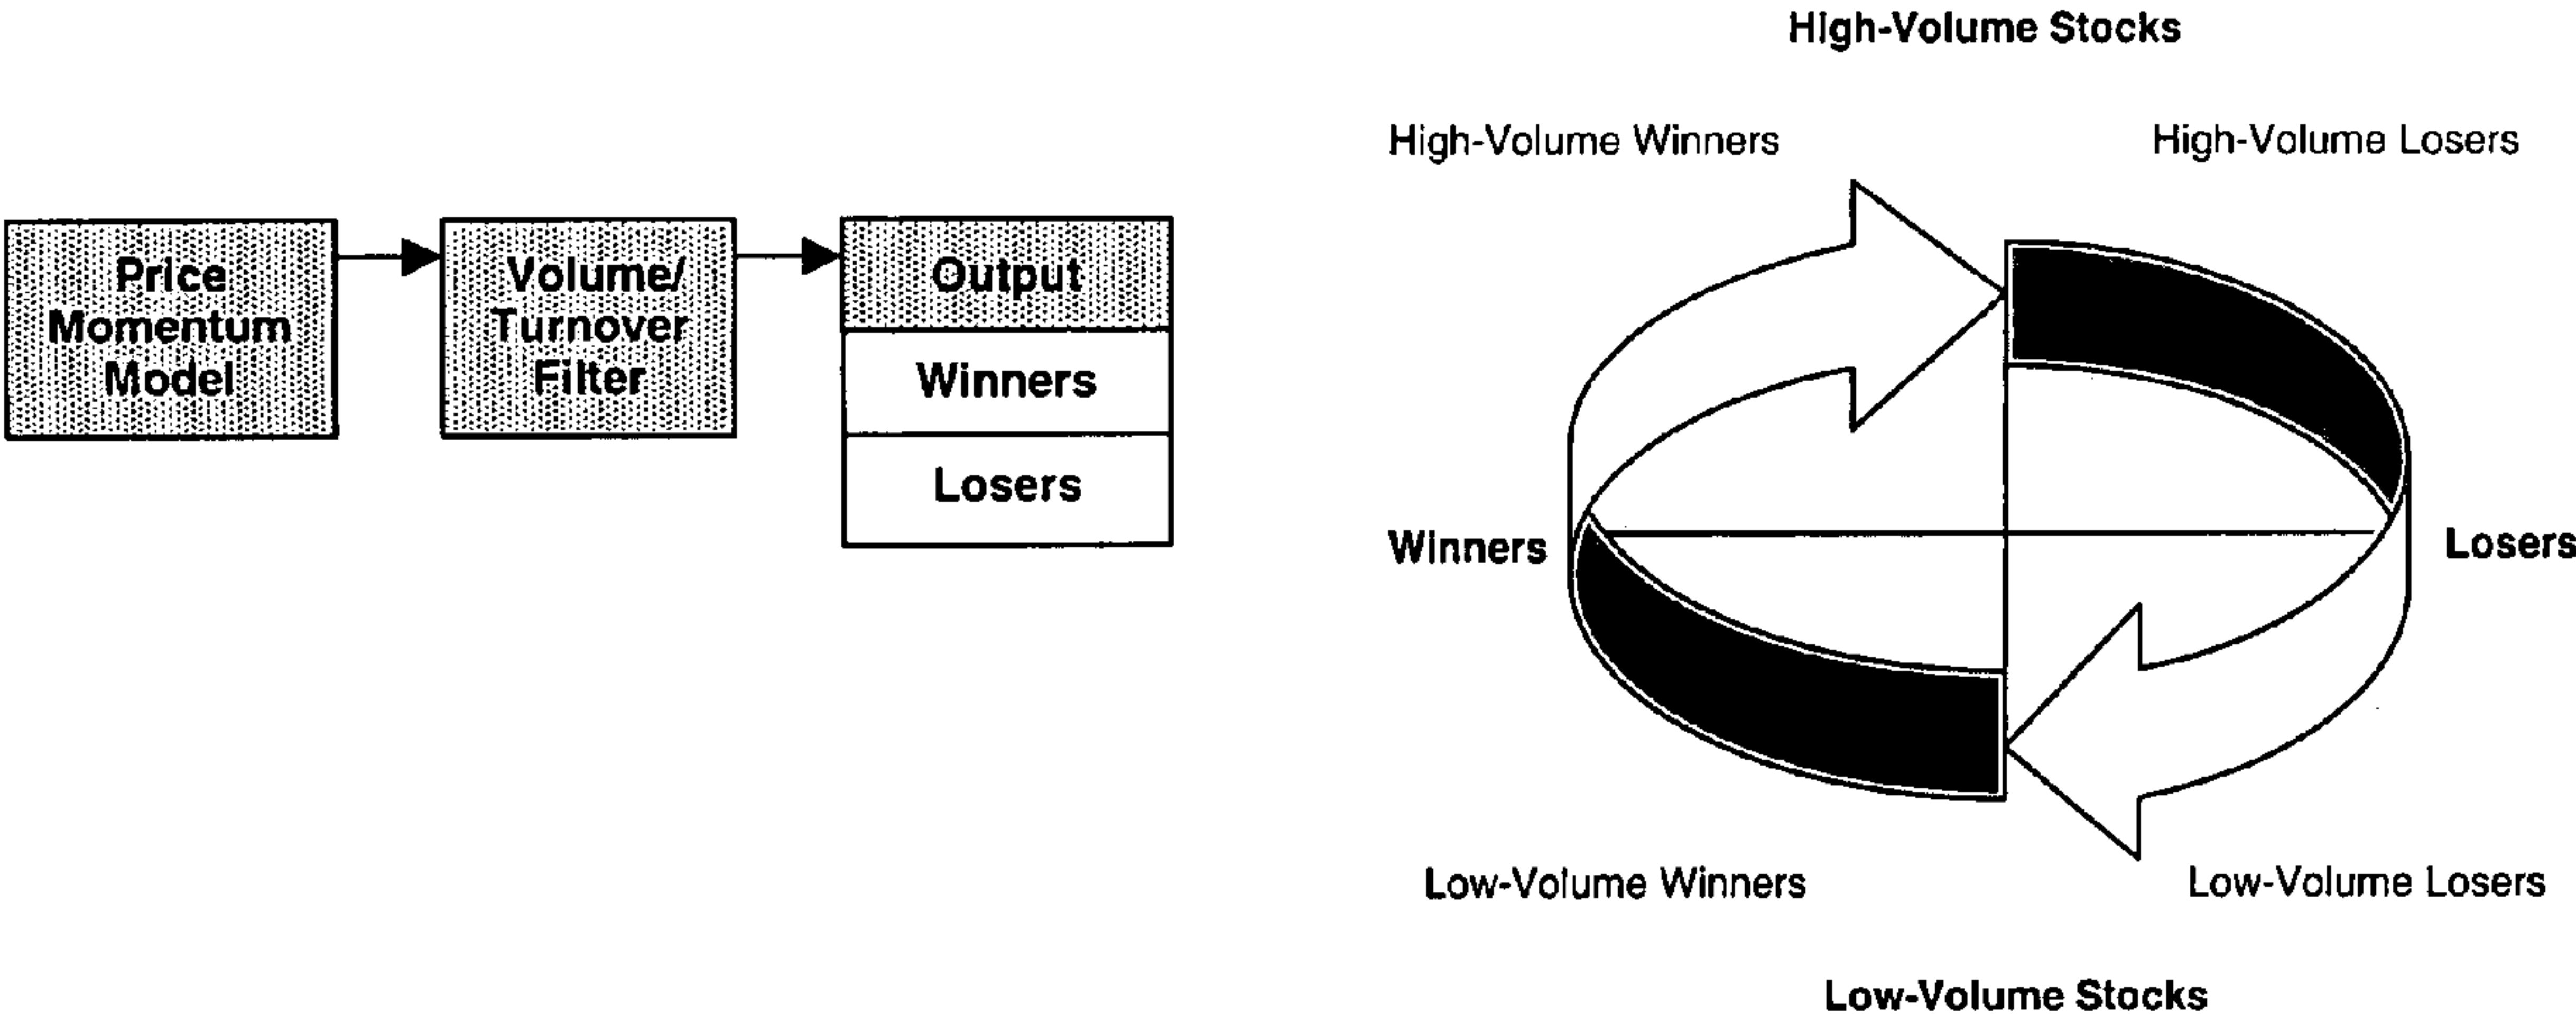 Price
Momentum
Model
Volume/
Turnover
Filter
Output
Winners
Losers
High-Volume Stocks
High-Volume Winners
High-Volume Losers
Winners
Losers
Low-Volume Winners
Low-Volume Losers
Low-Volume Stocks